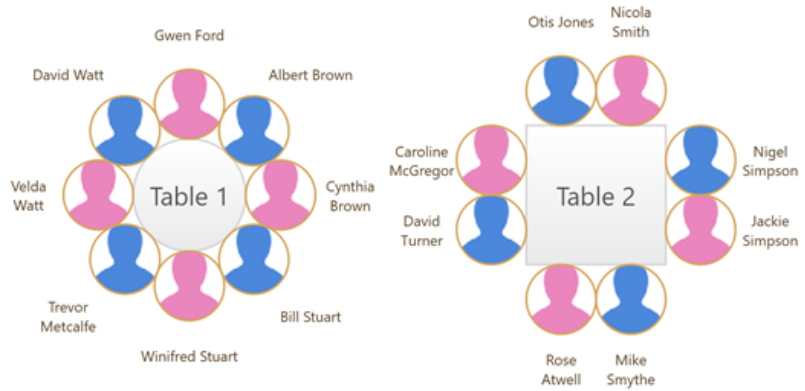 Gwen Ford
David Watt
Albert Brown
Velda
Watt
Table 1
Cynthia
Brown
Trevor
Metcalfe
Bill Stuart
Winifred Stuart
Otis Jones
Nicola
Smith
Caroline
McGregor
Nigel
Simpson
Table 2
David
Turner
Jackie
Simpson
Rose
Atwell
Mike
Smythe